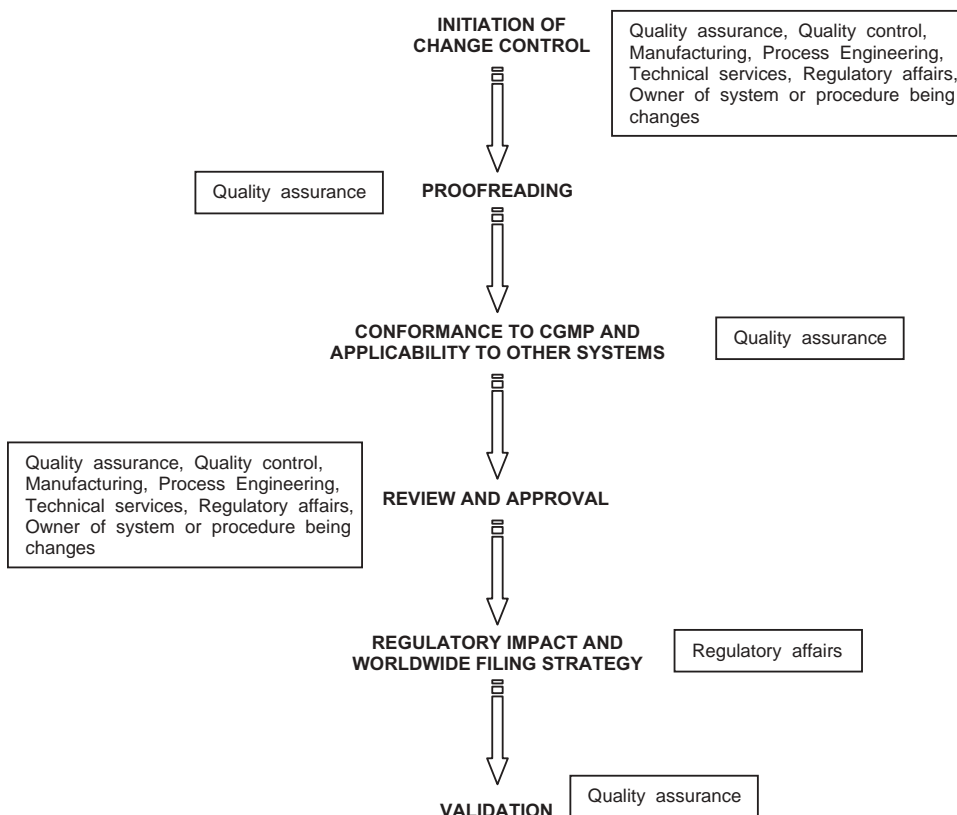 INITIATION OF
CHANGE CONTROL
Quality assurance, Quality control,
Manufacturing, Process Engineering,
Technical services, Regulatory affairs,
Owner of system or procedure being
changes
Quality assurance
PROOFREADING
CONFORMANCE TO CGMP AND
APPLICABILITY TO OTHER SYSTEMS
Quality assurance
Quality assurance, Quality control,
Manufacturing, Process Engineering,
Technical services, Regulatory affairs,
Owner of system or procedure being
changes
REVIEW AND APPROVAL
REGULATORY IMPACT AND
WORLDWIDE FILING STRATEGY
Regulatory affairs
VALIDATION
Quality assurance